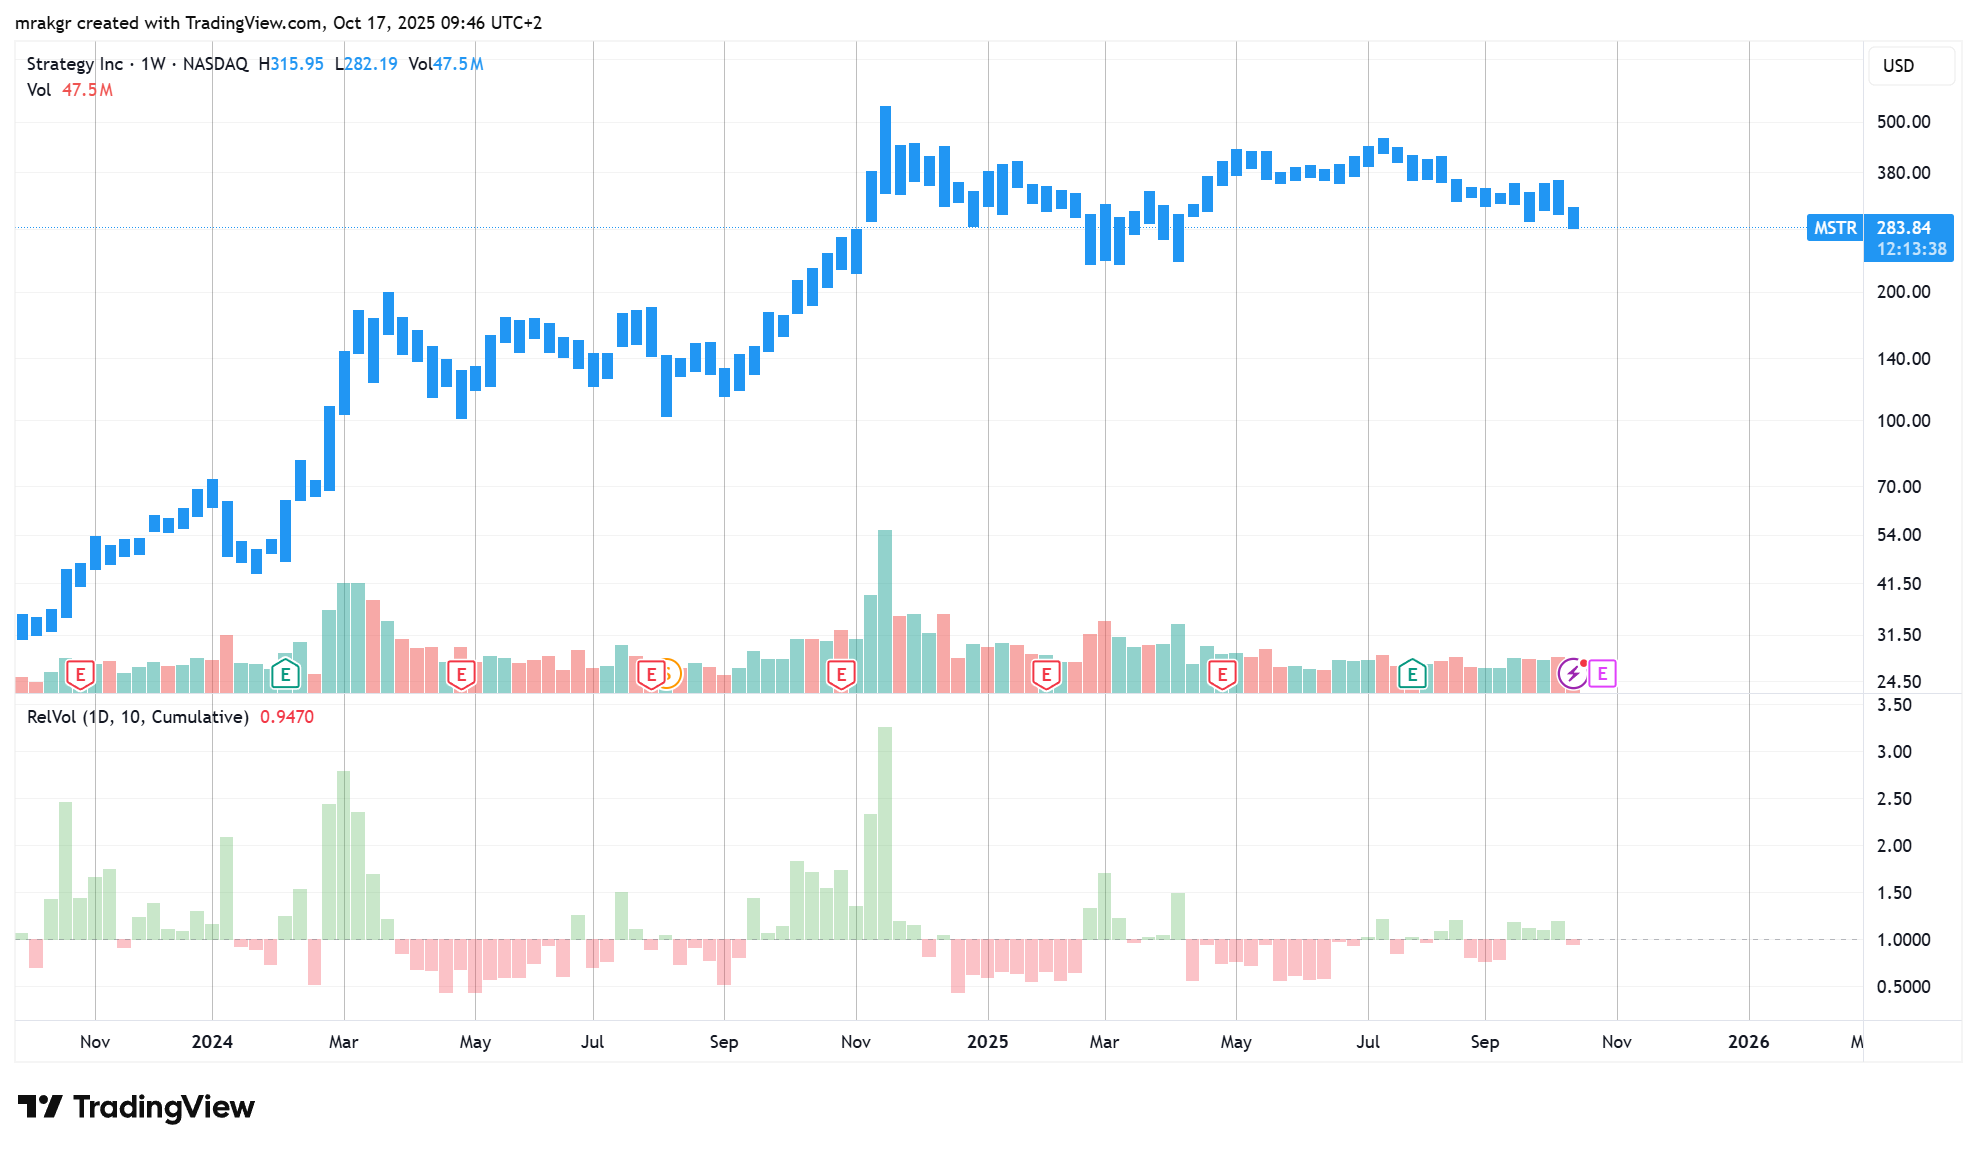 mrakgr created with TradingView.com, Oct 17, 2025 09:46 UTC+2
Strategy Inc · 1W · NASDAQ H315.95 L282.19 Vol47.5M
Vol 47.5M
USD
500.00
380.00
MSTR 283.84
12:13:38
200.00
140.00
100.00
70.00
54.00
41.50
31.50
E E E E S E E E E E
24.50
RelVol (1D, 10, Cumulative) 0.9470
3.50
3.00
2.50
2.00
1.50
1.0000
0.5000
Nov 2024 Mar May Jul Sep Nov 2025 Mar May Jul Sep Nov 2026 M
TradingView